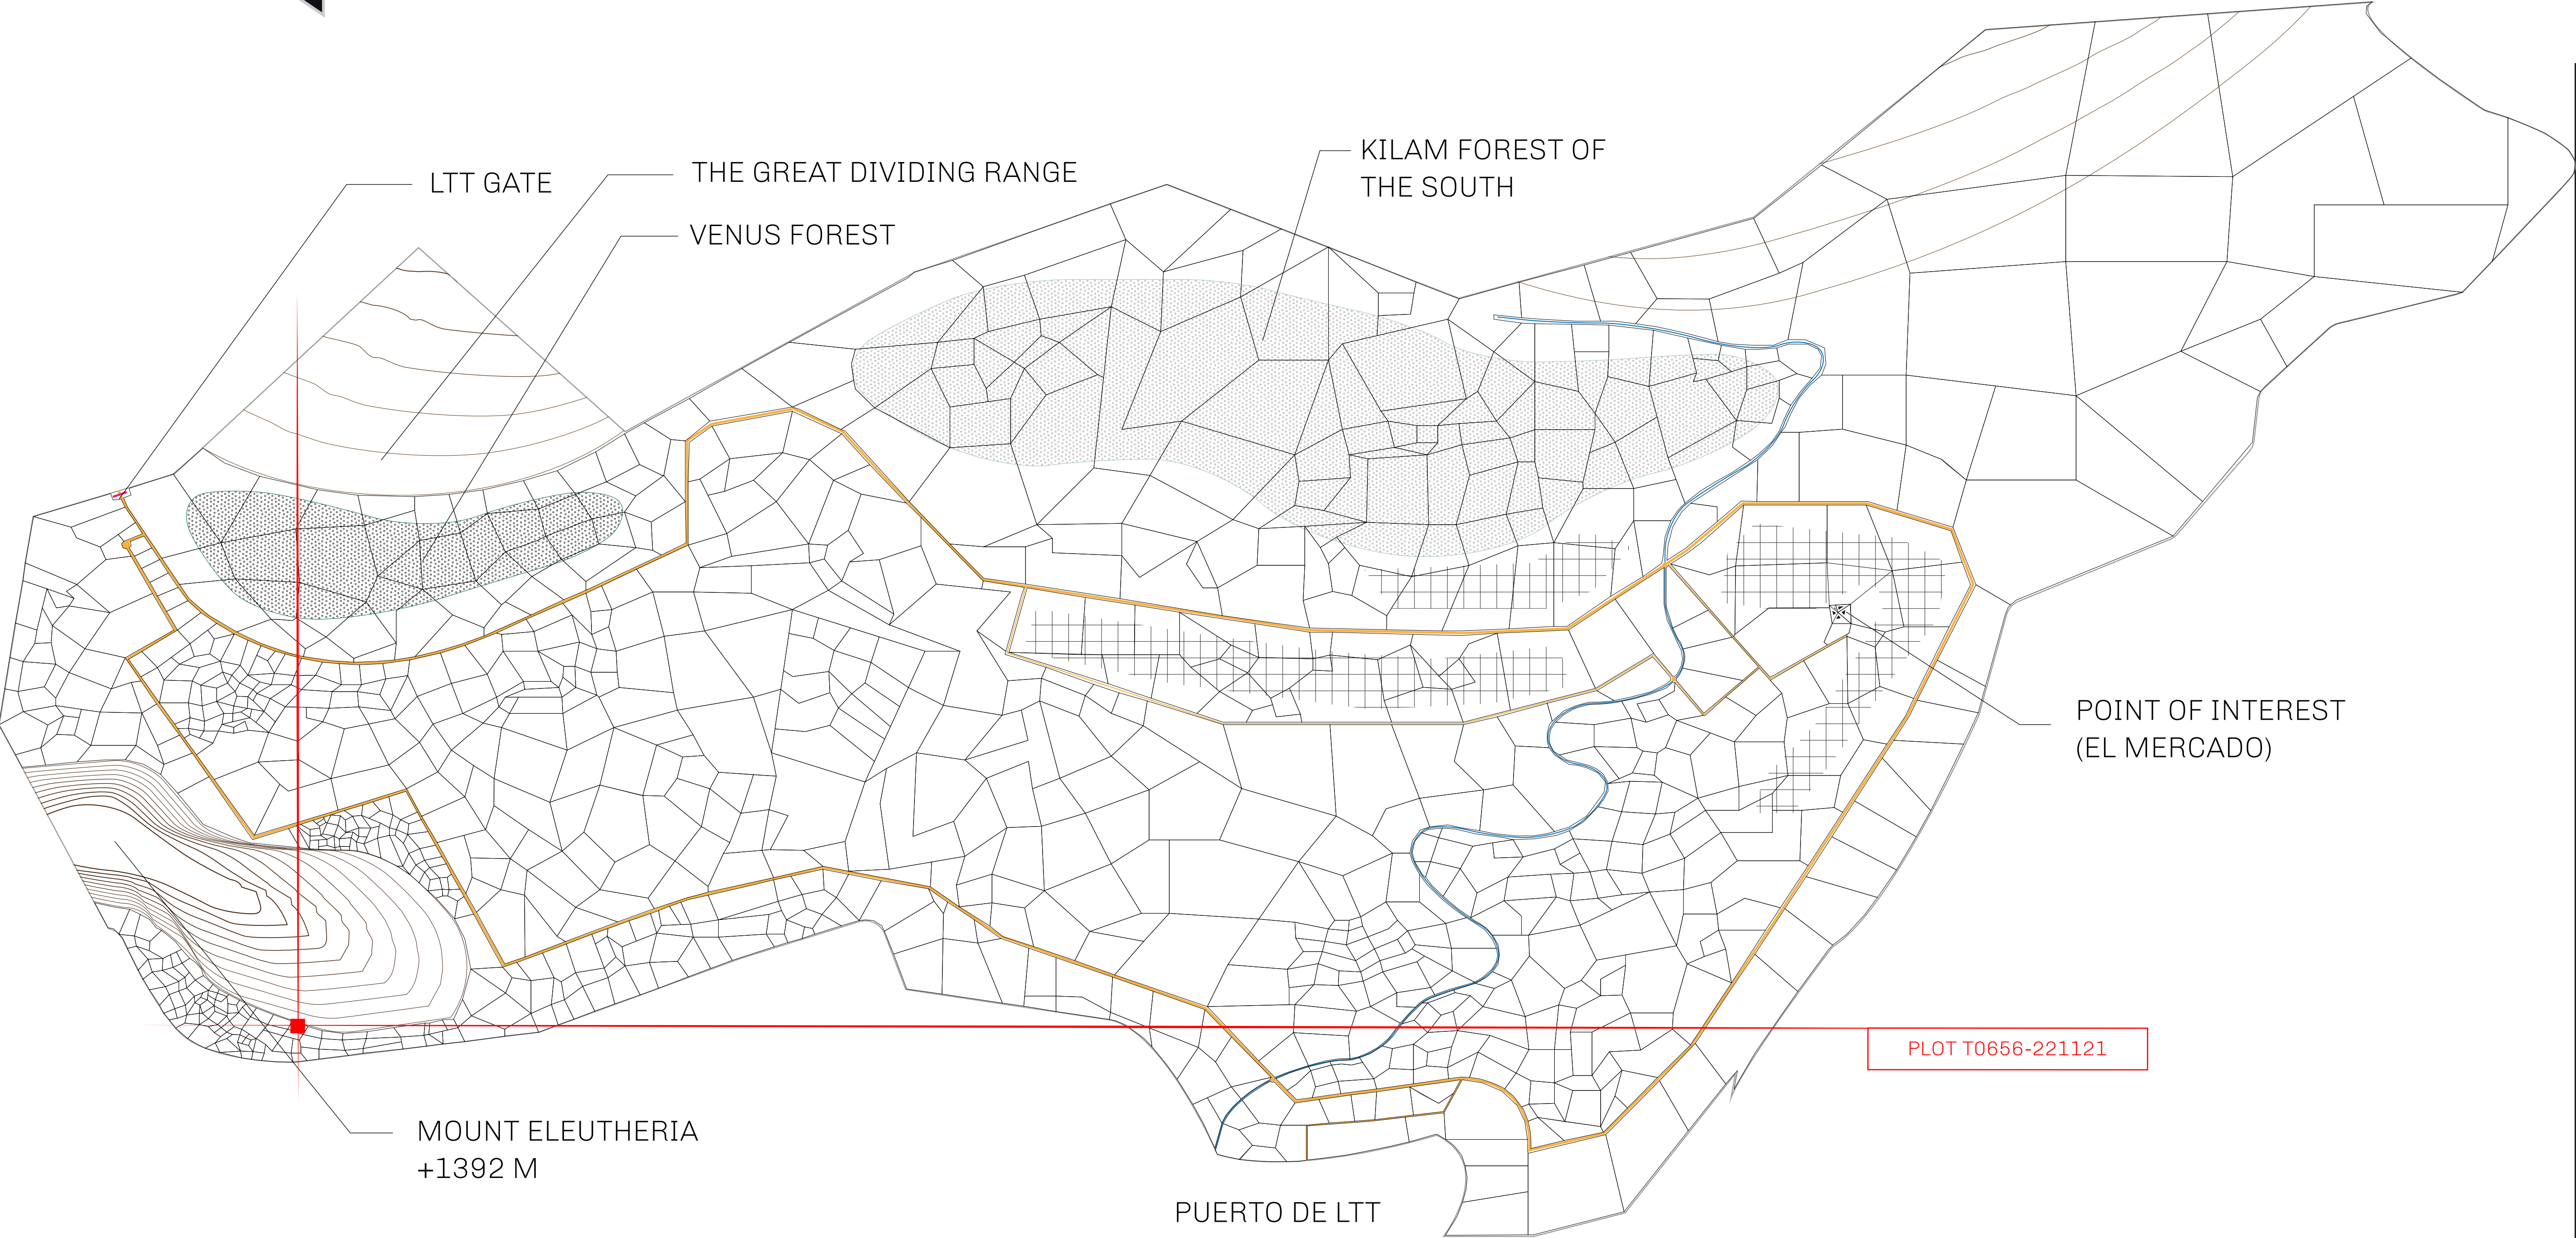 KILAM FOREST OF
THE SOUTH
THE GREAT DIVIDING RANGE
LTT GATE
VENUS FOREST
POINT OF INTEREST
(EL MERCADO)
PLOT T0656-221121
MOUNT ELEUTHERIA
+1392 M
PUERTO DE LTT